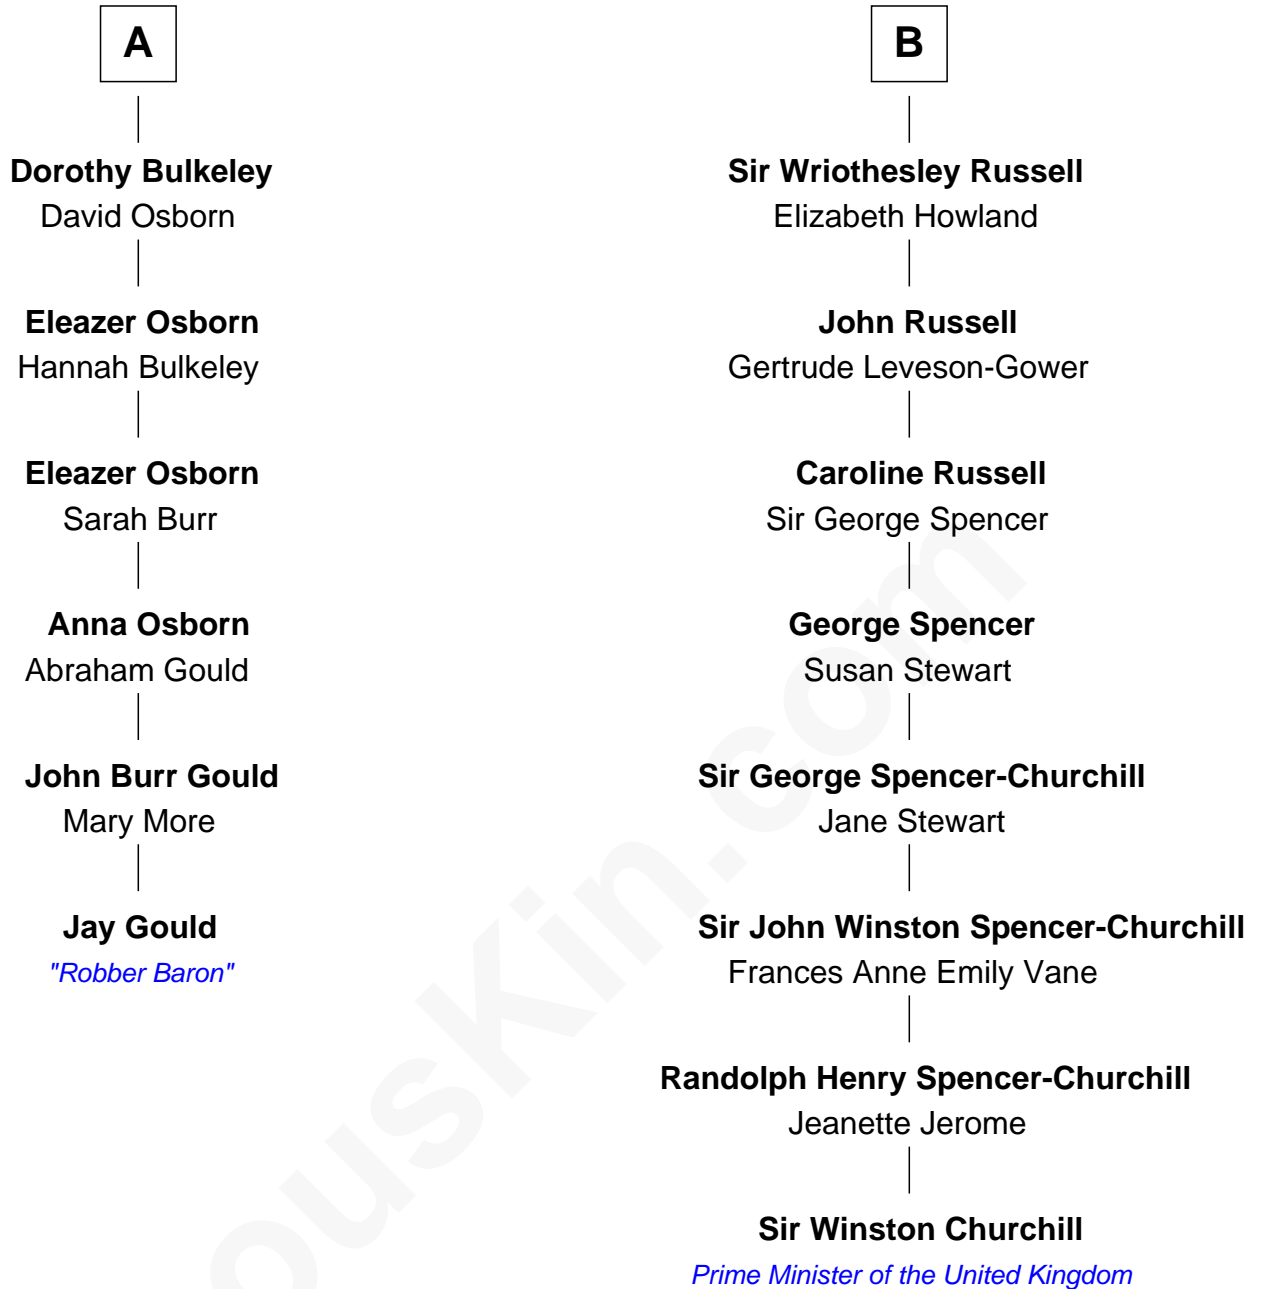 A
B
Dorothy Bulkeley
David Osborn
Sir Wriothesley Russell
Elizabeth Howland
Eleazer Osborn
Hannah Bulkeley
John Russell
Gertrude Leveson-Gower
Eleazer Osborn
Sarah Burr
Caroline Russell
Sir George Spencer
Anna Osborn
Abraham Gould
George Spencer
Susan Stewart
John Burr Gould
Mary More
Sir George Spencer-Churchill
Jane Stewart
Jay Gould
"Robber Baron"
Sir John Winston Spencer-Churchill
Frances Anne Emily Vane
Randolph Henry Spencer-Churchill
Jeanette Jerome
Sir Winston Churchill
Prime Minister of the United Kingdom
ousKin.com